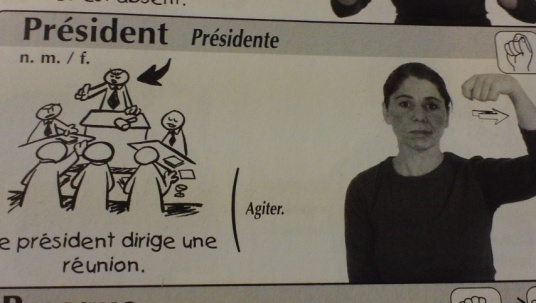 Président Présidente
n. m. / f.
Agiter.
président dirige une
réunion.